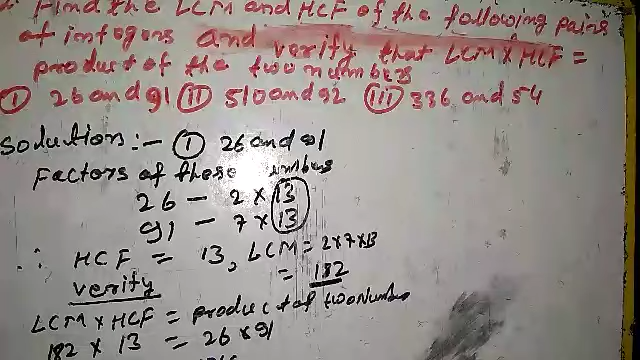 Find the LCM and HCF of the following pairs
of integers and verify that LCM x HCF =
product of the two numbers
(i) 26 and 91 (ii) 510 and 92 (iii) 336 and 54
Solution:- (i) 26 and 91
Factors of these numbers
26 - 2 x 13
91 - 7 x 13
∴ HCF = 13, LCM = 2x7x13
= 182
verify
LCM x HCF = product of two Number
182 x 13 = 26 x 91